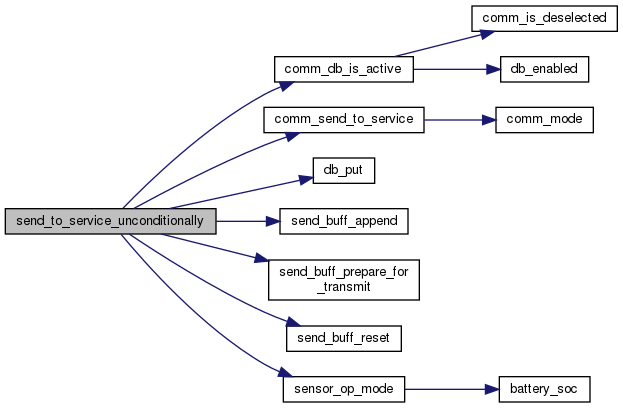 comm_is_deselected
comm_db_is_active
db_enabled
comm_send_to_service
comm_mode
db_put
send_to_service_unconditionally
send_buff_append
send_buff_prepare_for
_transmit
send_buff_reset
sensor_op_mode
battery_soc